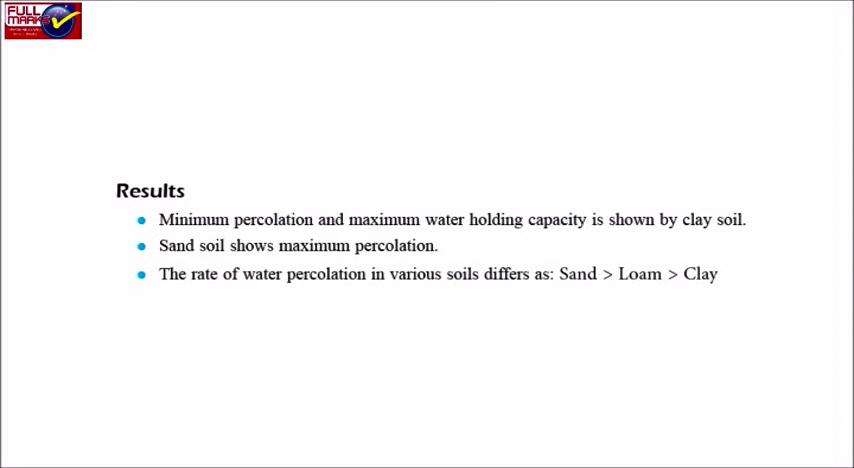 FULL
MARKS
Results
Minimum percolation and maximum water holding capacity is shown by clay soil.
Sand soil shows maximum percolation.
The rate of water percolation in various soils differs as: Sand > Loam > Clay